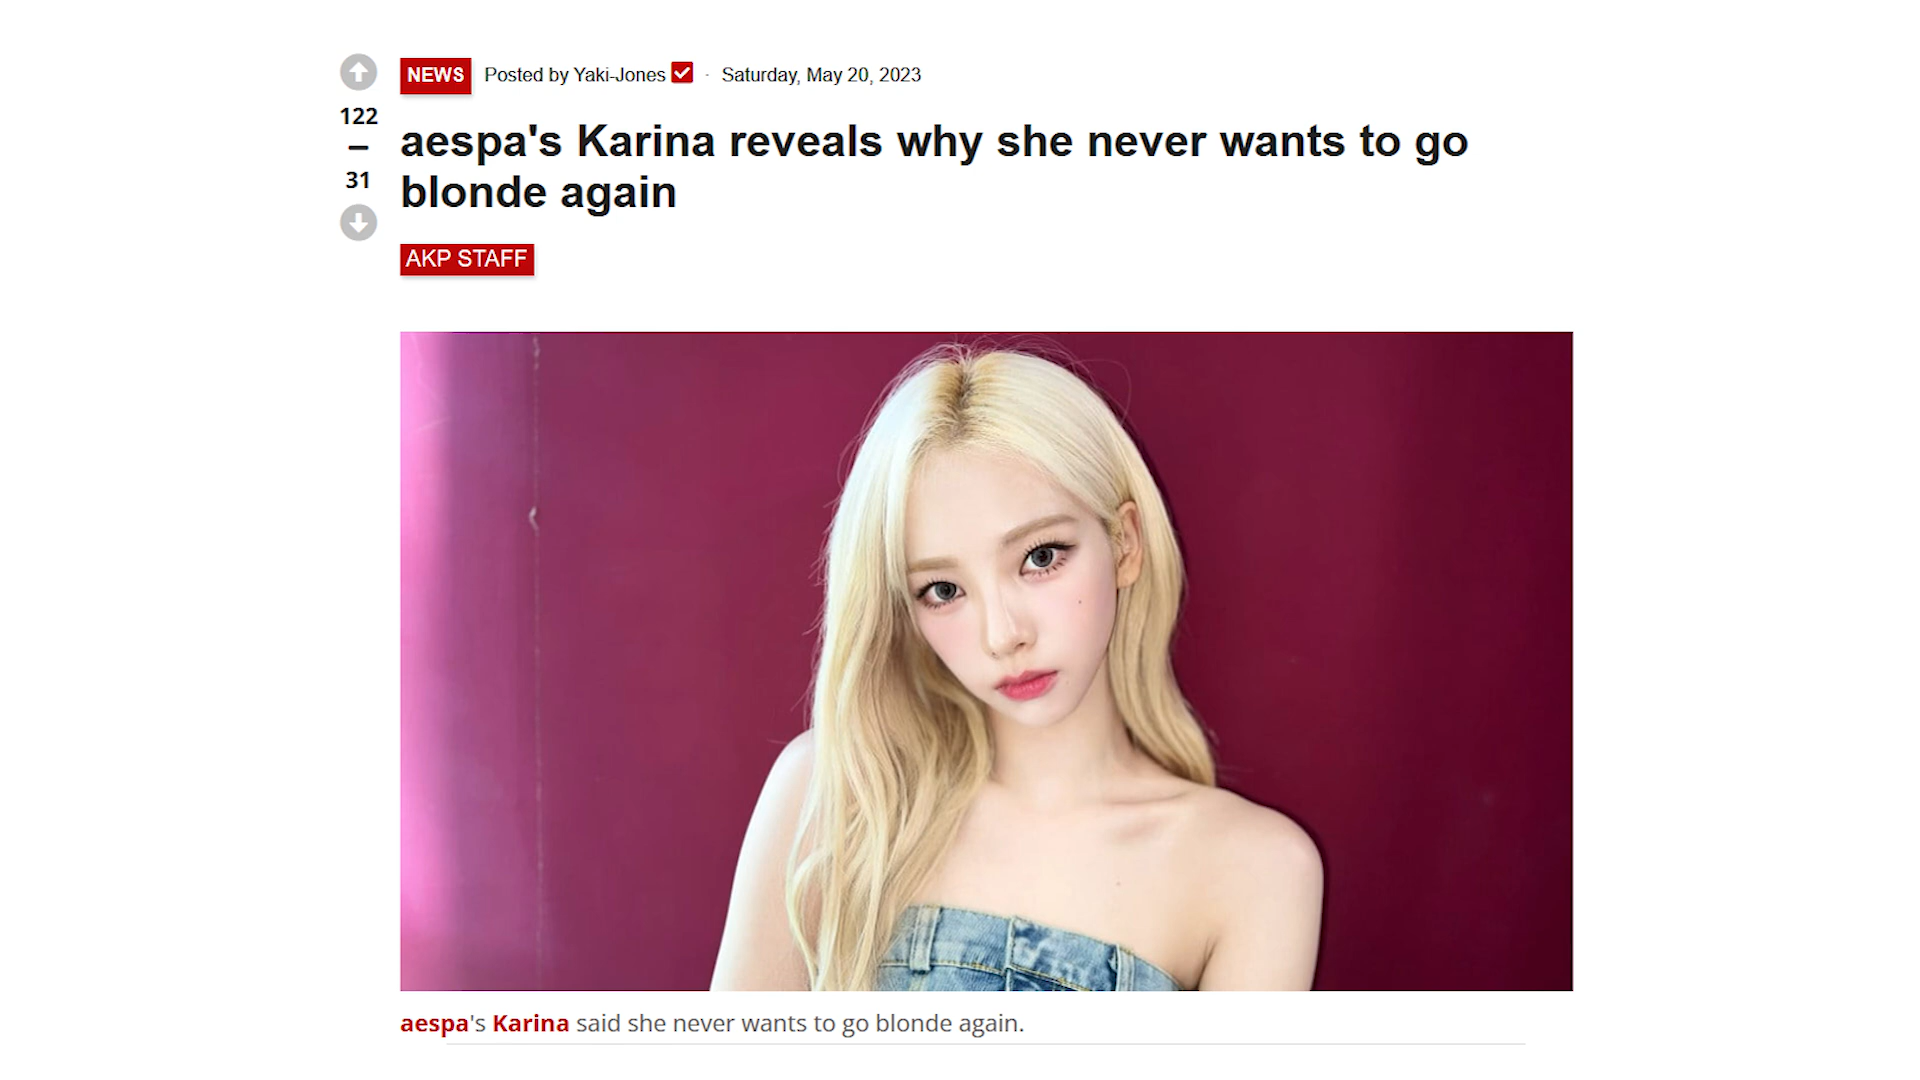 NEWS Posted by Yaki-Jones · Saturday, May 20, 2023
122
–
31
aespa's Karina reveals why she never wants to go
blonde again
AKP STAFF
aespa's Karina said she never wants to go blonde again.